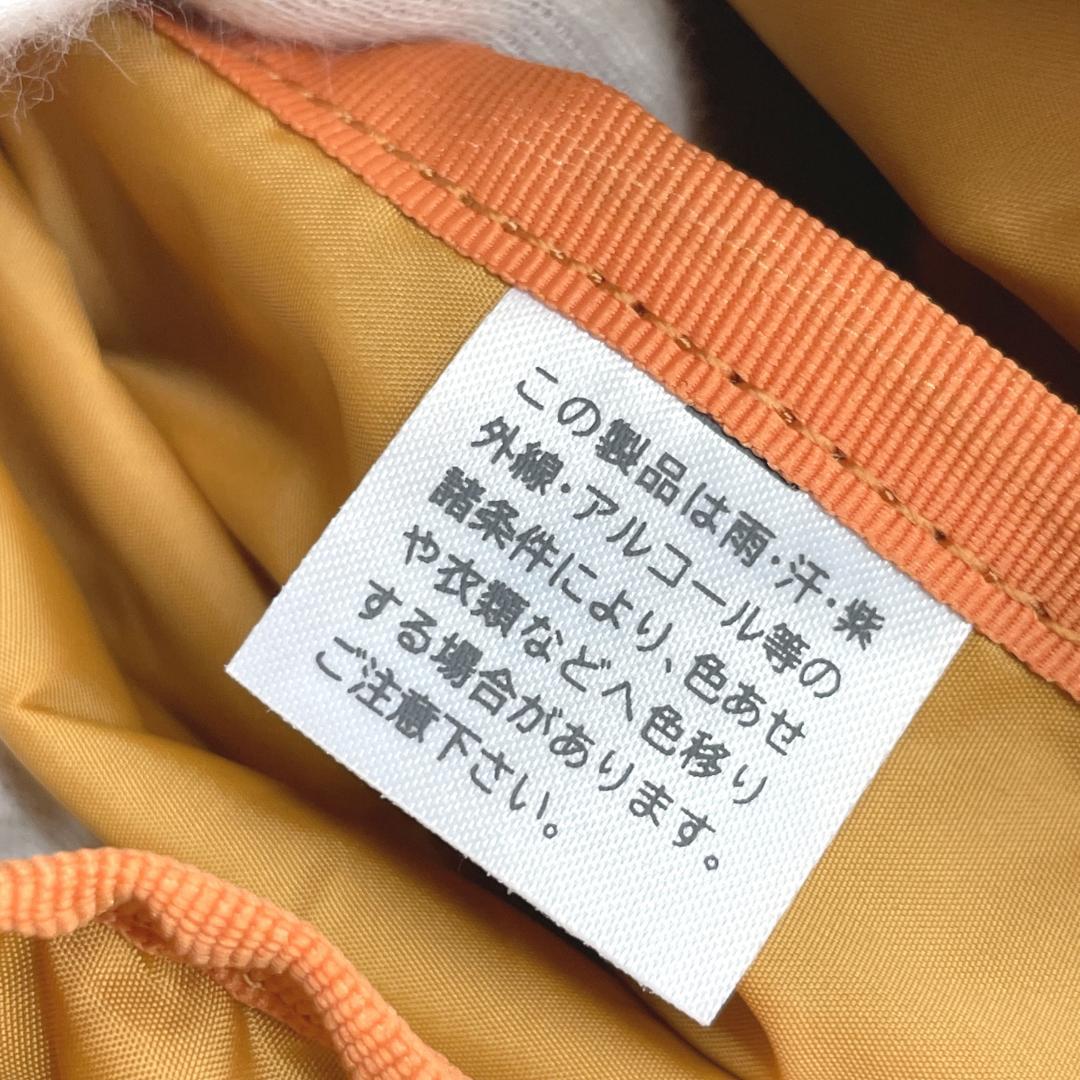 この製品は雨・汗・紫
外線・アルコール等の
諸条件により、色あせ
や衣類などへ色移り
する場合があります。
ご注意下さい。